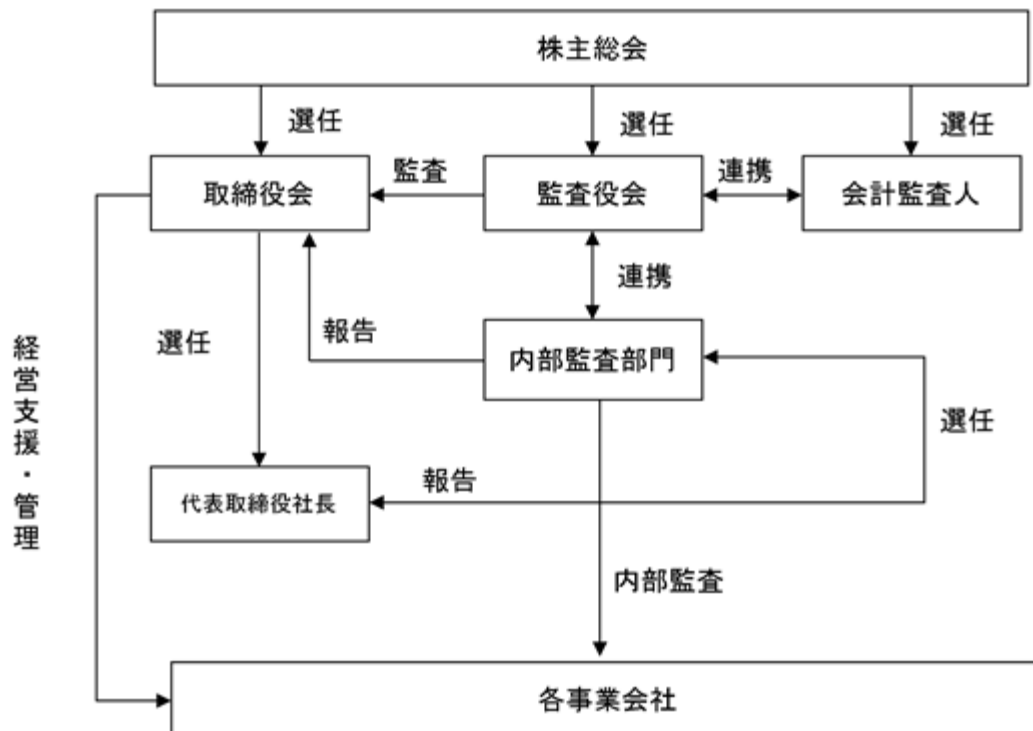 株主総会
選任
選任
選任
取締役会
監査
監査役会
連携
会計監査人
連携
報告
内部監査部門
選任
選任
経営支援・管理
代表取締役社長
報告
内部監査
各事業会社